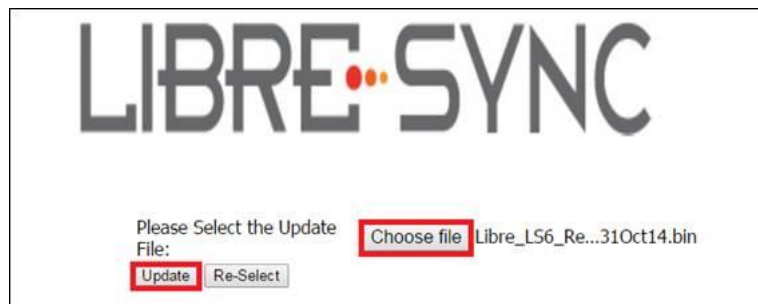 LIBRE SYNC
Please Select the Update
File:
Choose file Libre_LS6_Re...31Oct14.bin
Update Re-Select